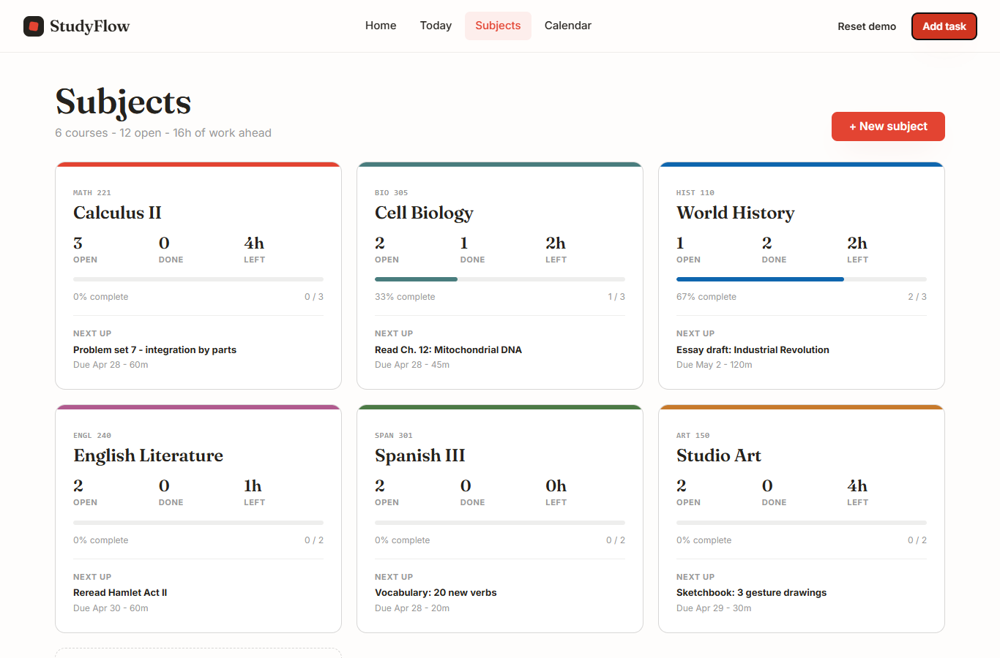 StudyFlow
Home Today Subjects Calendar
Reset demo Add task
Subjects
6 courses - 12 open - 16h of work ahead
+ New subject
MATH 221
Calculus II
3 0 4h
OPEN DONE LEFT
0% complete 0 / 3
NEXT UP
Problem set 7 - integration by parts
Due Apr 28 - 60m
BIO 305
Cell Biology
2 1 2h
OPEN DONE LEFT
33% complete 1 / 3
NEXT UP
Read Ch. 12: Mitochondrial DNA
Due Apr 28 - 45m
HIST 110
World History
1 2 2h
OPEN DONE LEFT
67% complete 2 / 3
NEXT UP
Essay draft: Industrial Revolution
Due May 2 - 120m
ENGL 240
English Literature
2 0 1h
OPEN DONE LEFT
0% complete 0 / 2
NEXT UP
Reread Hamlet Act II
Due Apr 30 - 60m
SPAN 301
Spanish III
2 0 0h
OPEN DONE LEFT
0% complete 0 / 2
NEXT UP
Vocabulary: 20 new verbs
Due Apr 28 - 20m
ART 150
Studio Art
2 0 4h
OPEN DONE LEFT
0% complete 0 / 2
NEXT UP
Sketchbook: 3 gesture drawings
Due Apr 29 - 30m